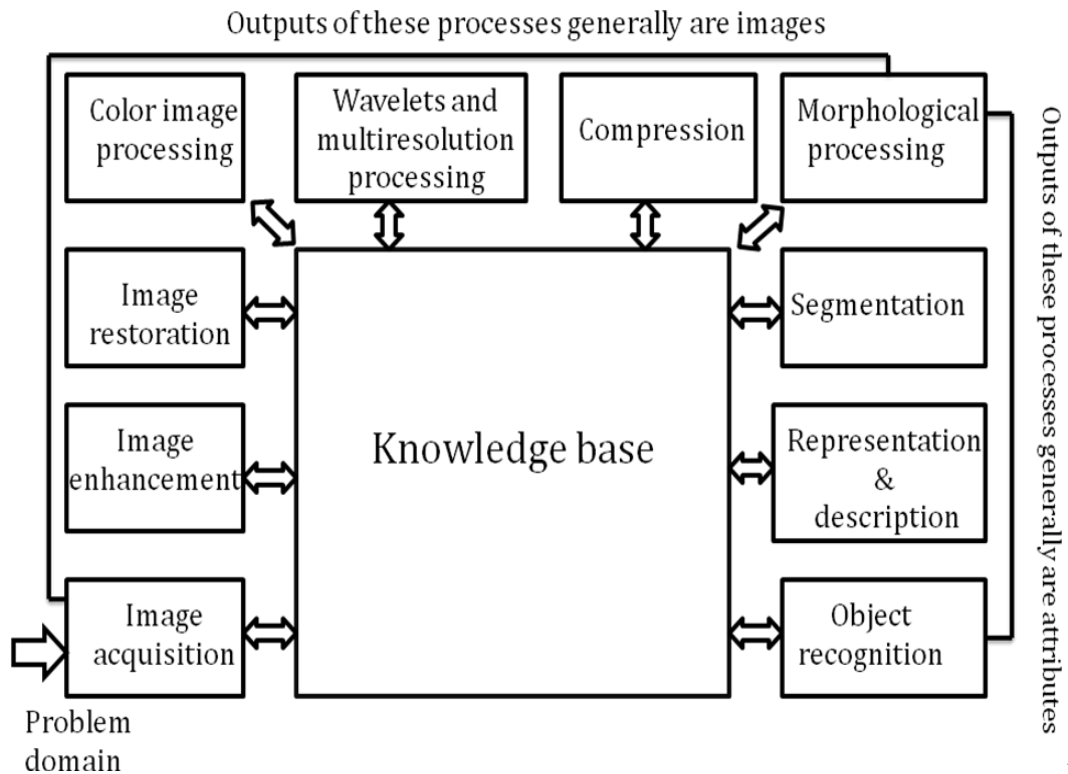 Outputs of these processes generally are images
Color image
processing
Wavelets and
multiresolution
processing
Compression
Morphological
processing
Outputs of these processes generally are attributes
Image
restoration
Segmentation
Image
enhancement
Knowledge base
Representation
&
description
Image
acquisition
Object
recognition
Problem
domain